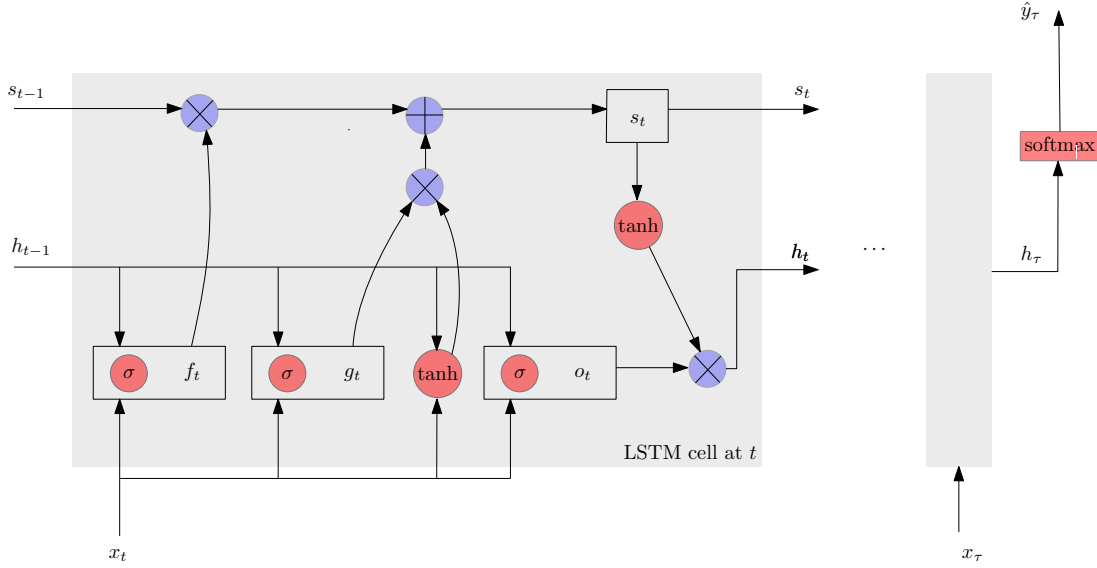 ŷ_τ
s_{t−1}
s_t
s_t
softmax
tanh
h_{t−1}
h_t
...
h_τ
σ f_t
σ g_t
tanh
σ o_t
LSTM cell at t
x_t
x_τ